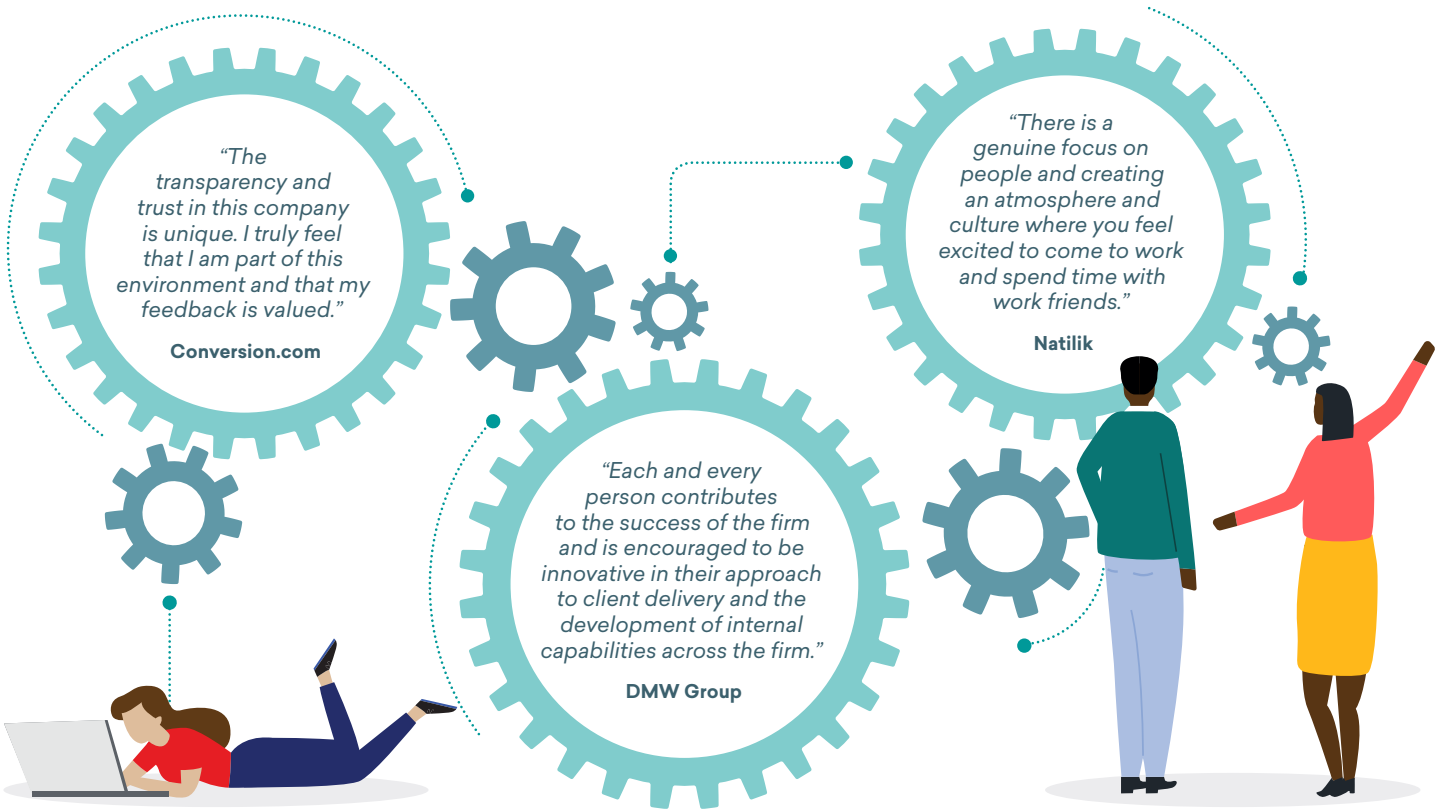 “The
transparency and
trust in this company
is unique. I truly feel
that I am part of this
environment and that my
feedback is valued.”
Conversion.com
“There is a
genuine focus on
people and creating
an atmosphere and
culture where you feel
excited to come to work
and spend time with
work friends.”
Natilik
“Each and every
person contributes
to the success of the firm
and is encouraged to be
innovative in their approach
to client delivery and the
development of internal
capabilities across the firm.”
DMW Group